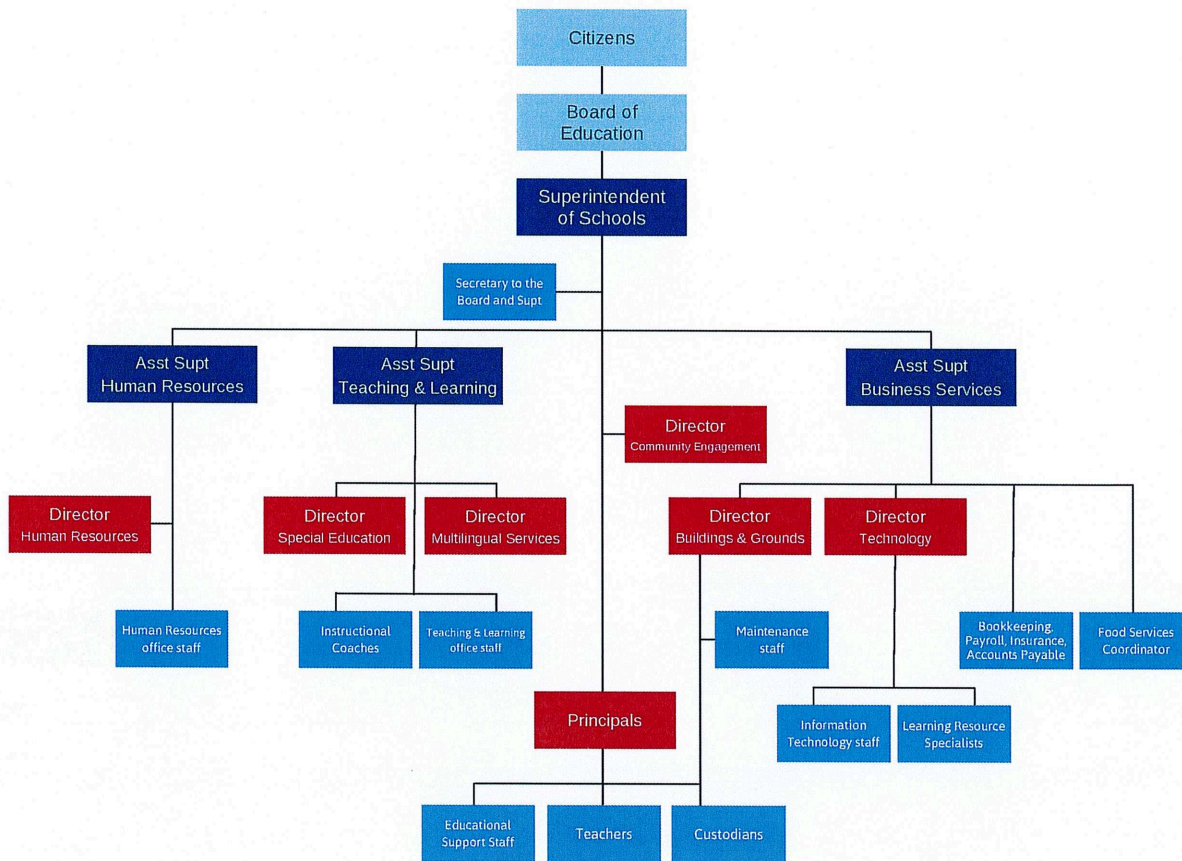 Citizens
Board of
Education
Superintendent
of Schools
Secretary to the
Board and Supt
Asst Supt
Human Resources
Asst Supt
Teaching & Learning
Asst Supt
Business Services
Director
Community Engagement
Director
Human Resources
Director
Special Education
Director
Multilingual Services
Director
Buildings & Grounds
Director
Technology
Human Resources
office staff
Instructional
Coaches
Teaching & Learning
office staff
Maintenance
staff
Bookkeeping,
Payroll, Insurance,
Accounts Payable
Food Services
Coordinator
Principals
Information
Technology staff
Learning Resource
Specialists
Educational
Support Staff
Teachers
Custodians